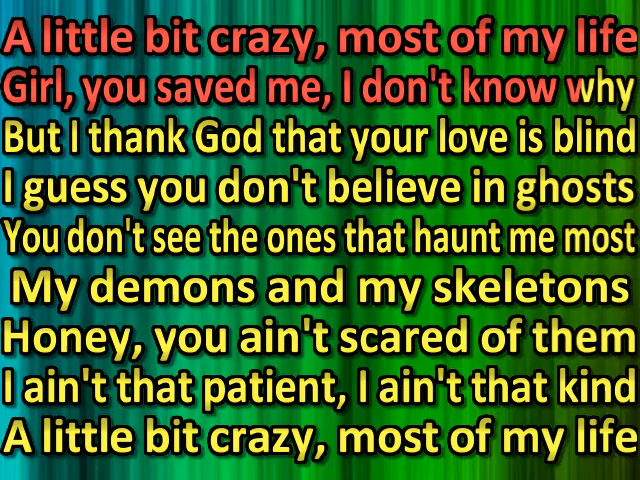 A little bit crazy, most of my life
Girl, you saved me, I don't know why
But I thank God that your love is blind
I guess you don't believe in ghosts
You don't see the ones that haunt me most
My demons and my skeletons
Honey, you ain't scared of them
I ain't that patient, I ain't that kind
A little bit crazy, most of my life